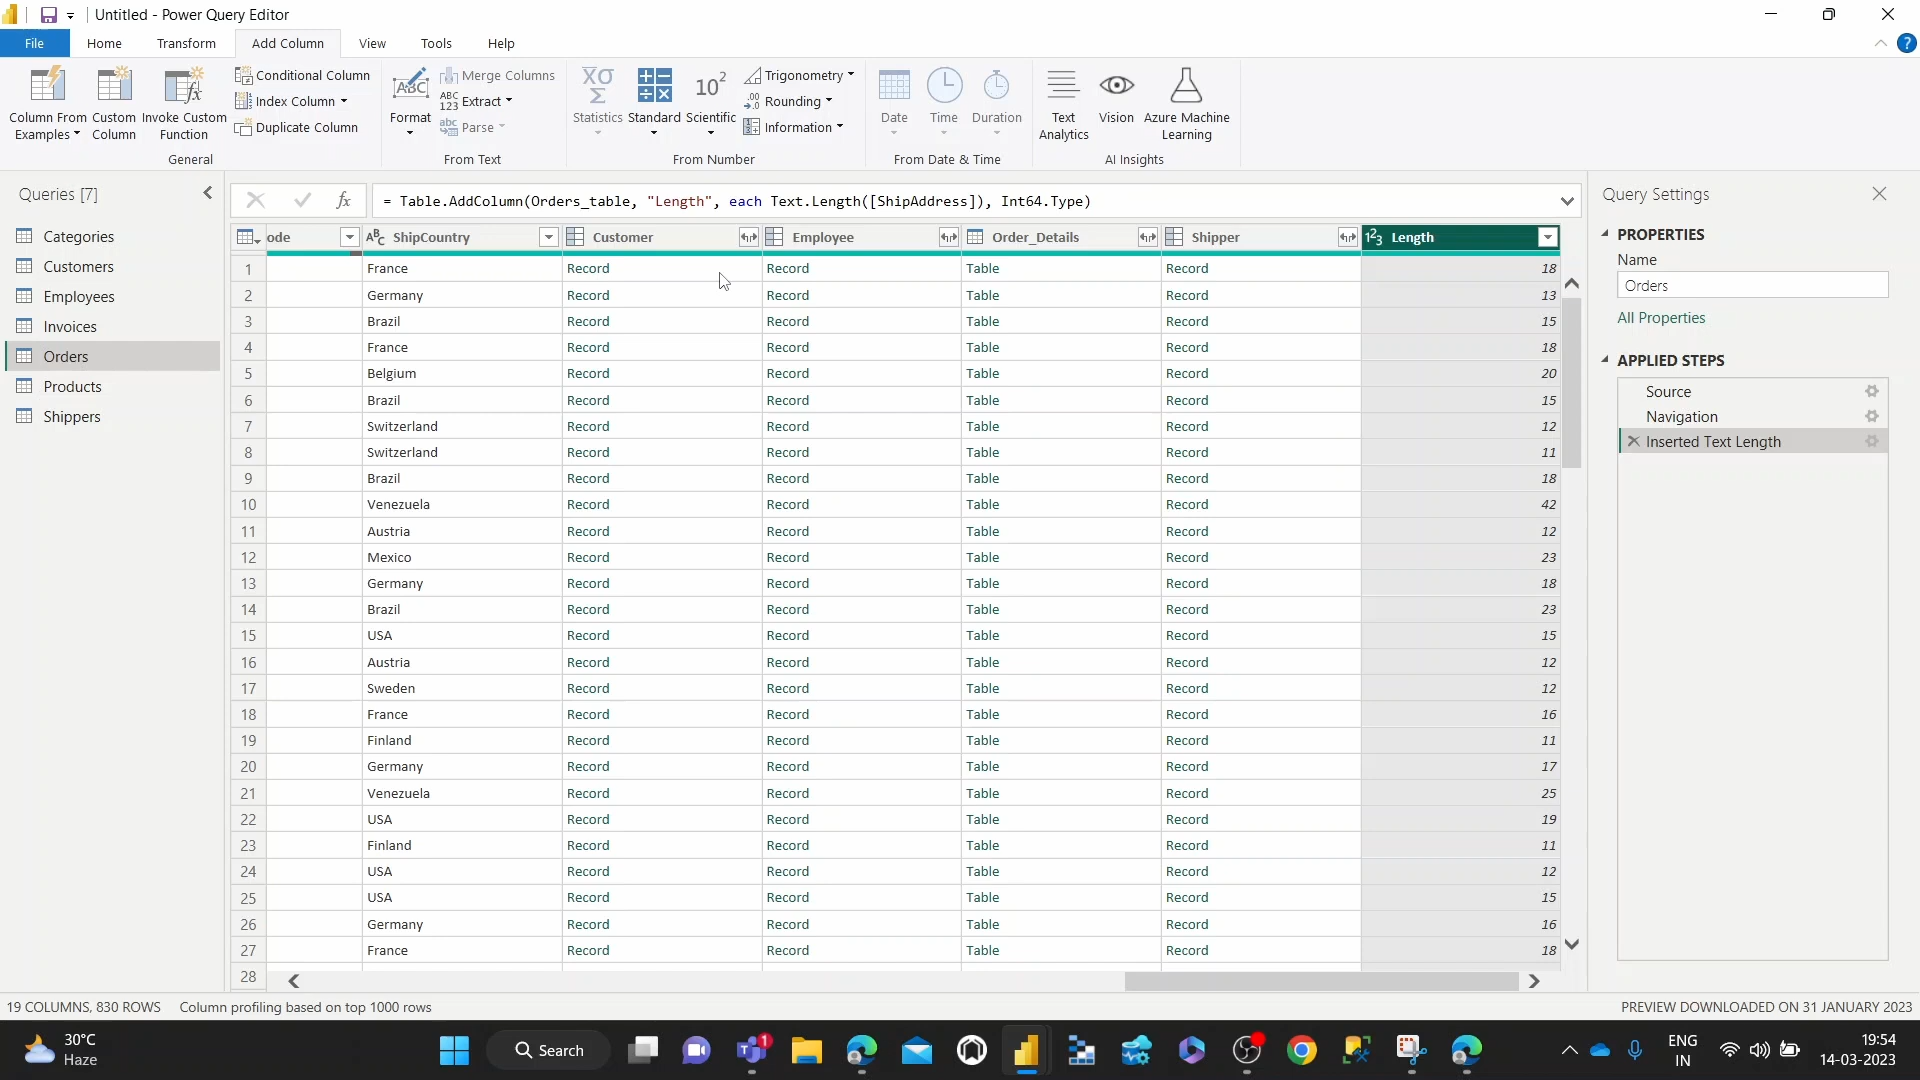 Untitled - Power Query Editor
File Home Transform Add Column View Tools Help
Column From Examples
Custom Column
Invoke Custom Function
Conditional Column
Index Column
Duplicate Column
General
Format
Merge Columns
Extract
Parse
From Text
Statistics
Standard
Scientific
Trigonometry
Rounding
Information
From Number
Date
Time
Duration
From Date & Time
Text Analytics
Vision
Azure Machine Learning
AI Insights
Queries [7]
Categories
Customers
Employees
Invoices
Orders
Products
Shippers
= Table.AddColumn(Orders_table, "Length", each Text.Length([ShipAddress]), Int64.Type)
ode ShipCountry Customer Employee Order_Details Shipper Length
1 France Record Record Table Record 18
2 Germany Record Record Table Record 13
3 Brazil Record Record Table Record 15
4 France Record Record Table Record 18
5 Belgium Record Record Table Record 20
6 Brazil Record Record Table Record 15
7 Switzerland Record Record Table Record 12
8 Switzerland Record Record Table Record 11
9 Brazil Record Record Table Record 18
10 Venezuela Record Record Table Record 42
11 Austria Record Record Table Record 12
12 Mexico Record Record Table Record 23
13 Germany Record Record Table Record 18
14 Brazil Record Record Table Record 23
15 USA Record Record Table Record 15
16 Austria Record Record Table Record 12
17 Sweden Record Record Table Record 12
18 France Record Record Table Record 16
19 Finland Record Record Table Record 11
20 Germany Record Record Table Record 17
21 Venezuela Record Record Table Record 25
22 USA Record Record Table Record 19
23 Finland Record Record Table Record 11
24 USA Record Record Table Record 12
25 USA Record Record Table Record 15
26 Germany Record Record Table Record 16
27 France Record Record Table Record 18
28
Query Settings
PROPERTIES
Name
Orders
All Properties
APPLIED STEPS
Source
Navigation
Inserted Text Length
19 COLUMNS, 830 ROWS Column profiling based on top 1000 rows
PREVIEW DOWNLOADED ON 31 JANUARY 2023
30°C
Haze
Search
1
ENG
IN
19:54
14-03-2023